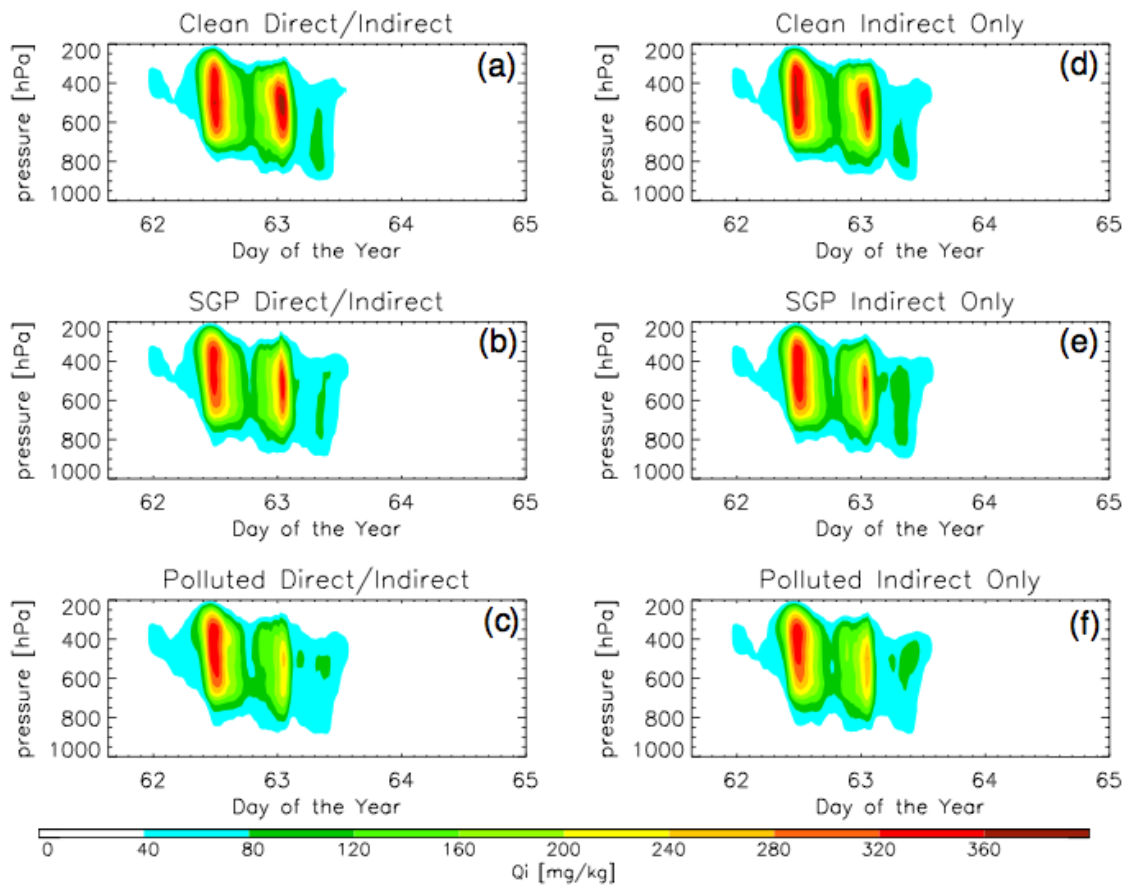 Clean Direct/Indirect
Clean Indirect Only
(a)
(d)
pressure [hPa]
200
400
600
800
1000
62 63 64 65
Day of the Year
pressure [hPa]
200
400
600
800
1000
62 63 64 65
Day of the Year
SGP Direct/Indirect
SGP Indirect Only
(b)
(e)
pressure [hPa]
200
400
600
800
1000
62 63 64 65
Day of the Year
pressure [hPa]
200
400
600
800
1000
62 63 64 65
Day of the Year
Polluted Direct/Indirect
Polluted Indirect Only
(c)
(f)
pressure [hPa]
200
400
600
800
1000
62 63 64 65
Day of the Year
pressure [hPa]
200
400
600
800
1000
62 63 64 65
Day of the Year
0 40 80 120 160 200 240 280 320 360
Qi [mg/kg]